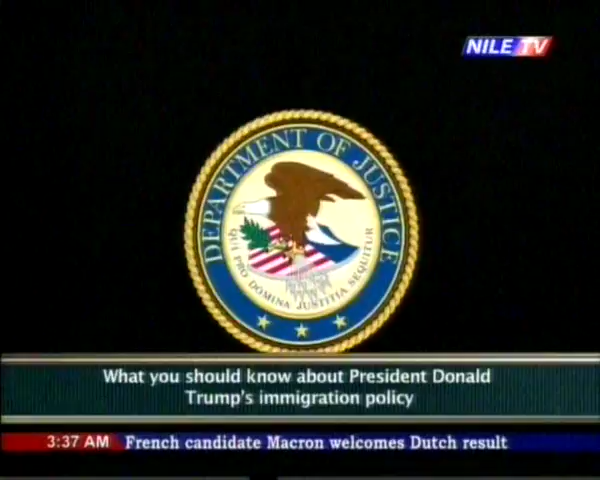 NILE TV
DEPARTMENT OF JUSTICE
QUI PRO DOMINA JUSTITIA SEQUITUR
What you should know about President Donald
Trump's immigration policy
3:37 AM French candidate Macron welcomes Dutch result